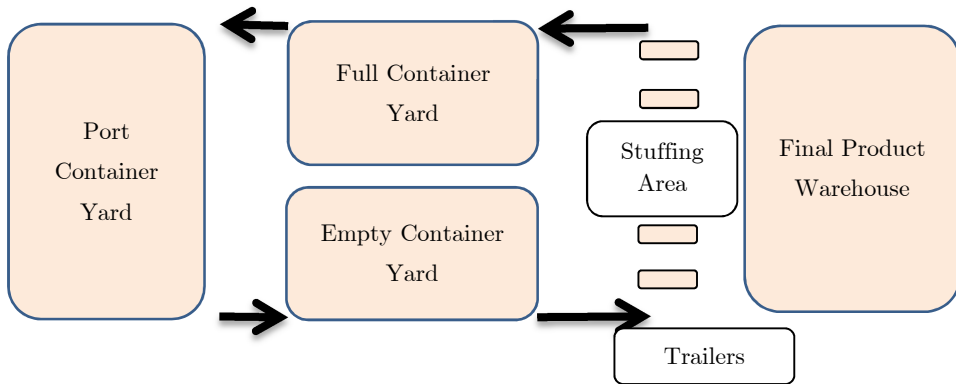 Port
Container
Yard
Full Container
Yard
Empty Container
Yard
Stuffing
Area
Final Product
Warehouse
Trailers